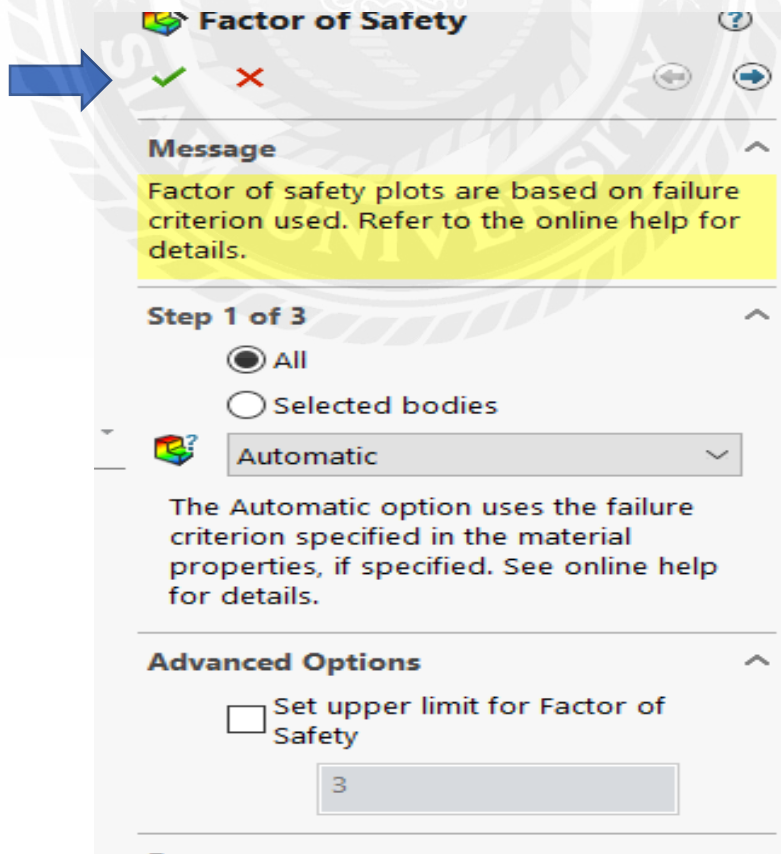 Factor of Safety
Message
Factor of safety plots are based on failure
criterion used. Refer to the online help for
details.
Step 1 of 3
All
Selected bodies
Automatic
The Automatic option uses the failure
criterion specified in the material
properties, if specified. See online help
for details.
Advanced Options
Set upper limit for Factor of
Safety
3
SIAM UNIVERSITY